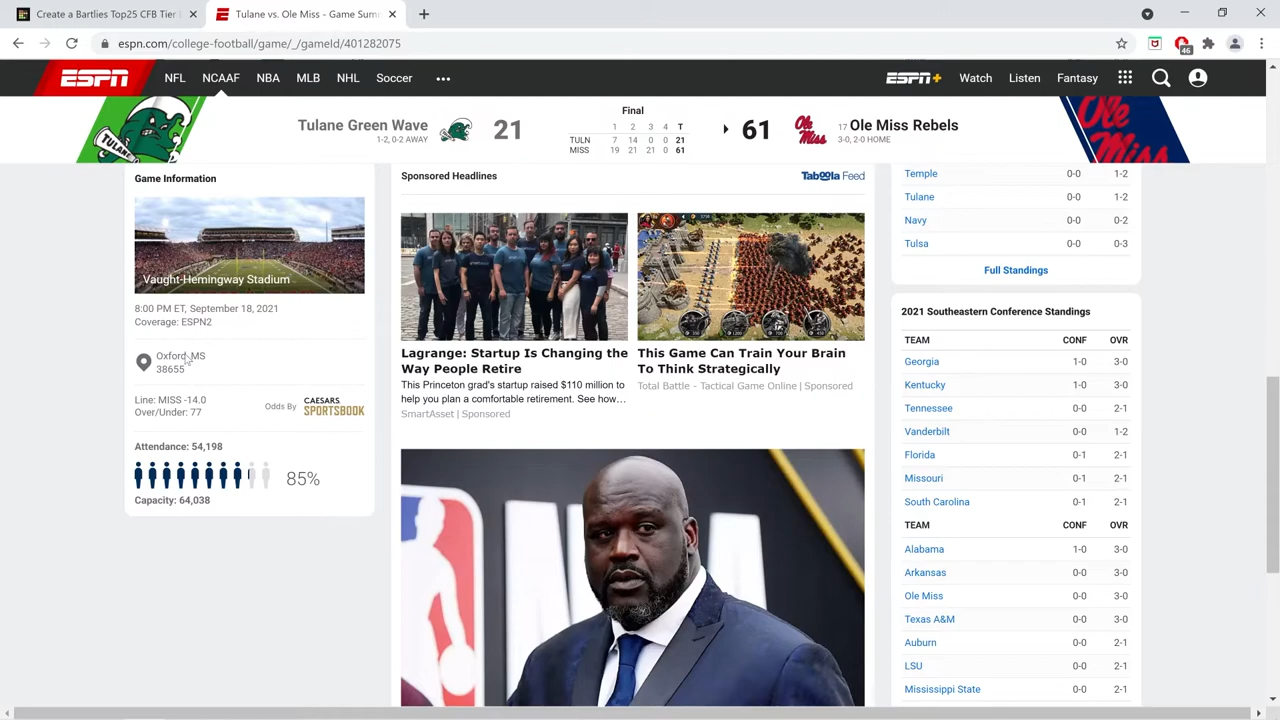 Create a Bartlies Top25 CFB Tier
Tulane vs. Ole Miss - Game Sum
espn.com/college-football/game/_/gameId/401282075
46
ESPN
NFL
NCAAF
NBA
MLB
NHL
Soccer
ESPN+
Watch
Listen
Fantasy
TULANE
Tulane Green Wave
1-2, 0-2 AWAY
21
Final
1 2 3 4 T
TULN 7 14 0 0 21
MISS 19 21 21 0 61
61
Ole Miss
17 Ole Miss Rebels
3-0, 2-0 HOME
Ole Miss
Game Information
Vaught-Hemingway Stadium
8:00 PM ET, September 18, 2021
Coverage: ESPN2
Oxford, MS
38655
Line: MISS -14.0
Over/Under: 77
Odds By
CAESARS
SPORTSBOOK
Attendance: 54,198
85%
Capacity: 64,038
Sponsored Headlines
Taboola Feed
Lagrange: Startup Is Changing the
Way People Retire
This Princeton grad's startup raised $110 million to
help you plan a comfortable retirement. See how...
SmartAsset | Sponsored
This Game Can Train Your Brain
To Think Strategically
Total Battle - Tactical Game Online | Sponsored
Temple 0-0 1-2
Tulane 0-0 1-2
Navy 0-0 0-2
Tulsa 0-0 0-3
Full Standings
2021 Southeastern Conference Standings
TEAM CONF OVR
Georgia 1-0 3-0
Kentucky 1-0 3-0
Tennessee 0-0 2-1
Vanderbilt 0-0 1-2
Florida 0-1 2-1
Missouri 0-1 2-1
South Carolina 0-1 2-1
TEAM CONF OVR
Alabama 1-0 3-0
Arkansas 0-0 3-0
Ole Miss 0-0 3-0
Texas A&M 0-0 3-0
Auburn 0-0 2-1
LSU 0-0 2-1
Mississippi State 0-0 2-1